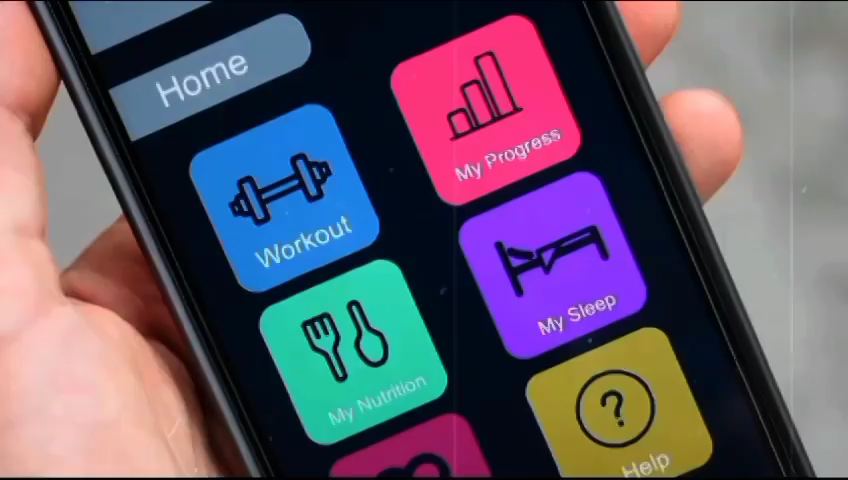 Home
My Progress
Workout
My Sleep
My Nutrition
Help